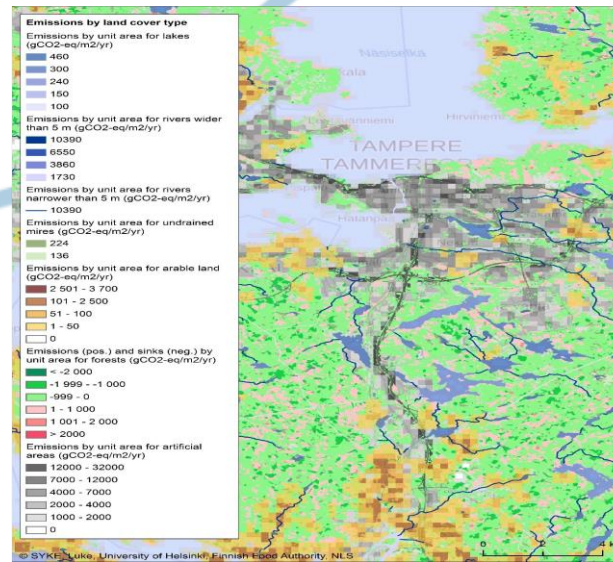 Emissions by land cover type
Emissions by unit area for lakes
(gCO2-eq/m2/yr)
460
300
240
150
100
Emissions by unit area for rivers wider
than 5 m (gCO2-eq/m2/yr)
10390
6550
3860
1730
Emissions by unit area for rivers
narrower than 5 m (gCO2-eq/m2/yr)
10390
Emissions by unit area for undrained
mires (gCO2-eq/m2/yr)
224
136
Emissions by unit area for arable land
(gCO2-eq/m2/yr)
2 501 - 3 700
101 - 2 500
51 - 100
1 - 50
0
Emissions (pos.) and sinks (neg.) by
unit area for forests (gCO2-eq/m2/yr)
< -2 000
-1 999 - -1 000
-999 - 0
1 - 1 000
1 001 - 2 000
> 2000
Emissions by unit area for artificial
areas (gCO2-eq/m2/yr)
12000 - 32000
7000 - 12000
4000 - 7000
2000 - 4000
1000 - 2000
0
Näsiselkä
TAMPERE
Hatanpää
0 2 4
© SYKE, Luke, University of Helsinki, Finnish Food Authority, NLS